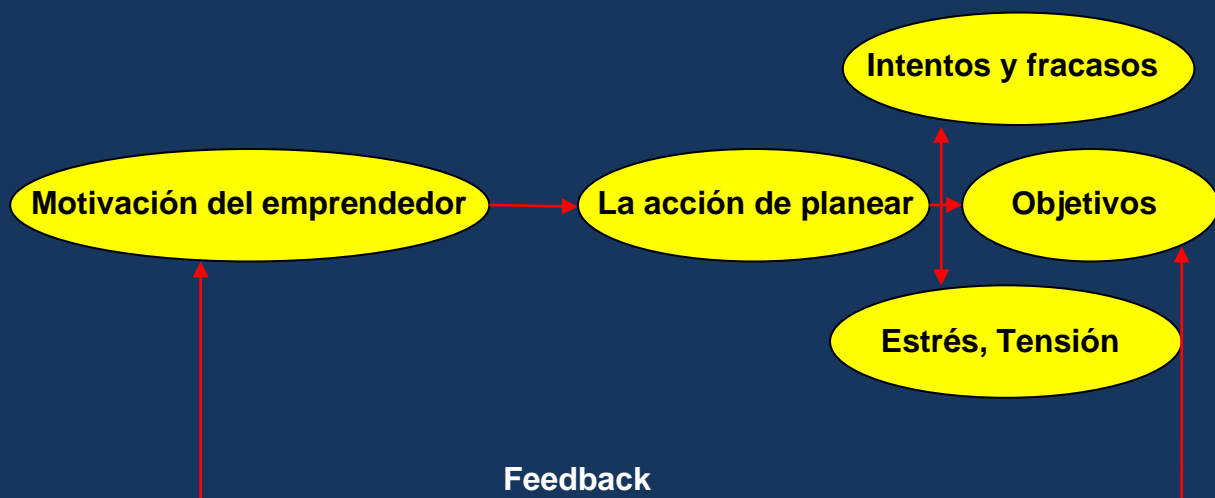 Intentos y fracasos
Motivación del emprendedor
La acción de planear
Objetivos
Estrés, Tensión
Feedback